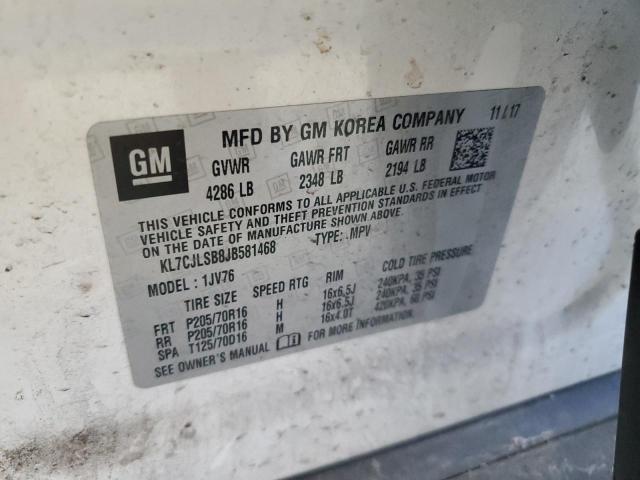 GM
MFD BY GM KOREA COMPANY 11/17
GVWR GAWR FRT GAWR RR
4286 LB 2348 LB 2194 LB
THIS VEHICLE CONFORMS TO ALL APPLICABLE U.S. FEDERAL MOTOR
VEHICLE SAFETY AND THEFT PREVENTION STANDARDS IN EFFECT
ON THE DATE OF MANUFACTURE SHOWN ABOVE.
KL7CJLSB8JB581468 TYPE: MPV
MODEL : 1JV76
TIRE SIZE SPEED RTG RIM COLD TIRE PRESSURE
FRT P205/70R16 H 16x6.5J 240KPA, 35 PSI
RR P205/70R16 H 16x6.5J 240KPA, 35 PSI
SPA T125/70D16 M 16x4.0T 420KPA, 60 PSI
SEE OWNER'S MANUAL FOR MORE INFORMATION.